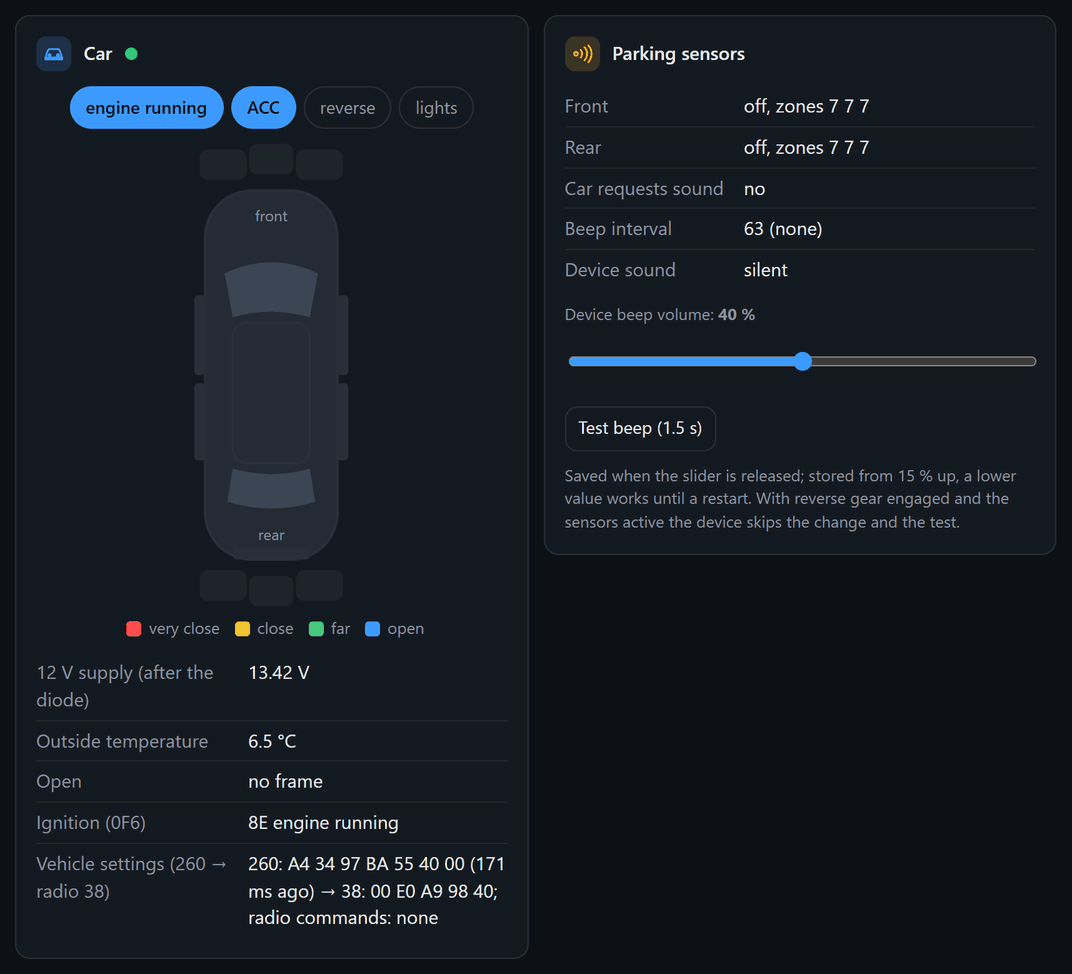 Car
engine running ACC reverse lights
front
rear
very close close far open
12 V supply (after the
diode) 13.42 V
Outside temperature 6.5 °C
Open no frame
Ignition (0F6) 8E engine running
Vehicle settings (260 →
radio 38)
260: A4 34 97 BA 55 40 00 (171
ms ago) → 38: 00 E0 A9 98 40;
radio commands: none
Parking sensors
Front off, zones 7 7 7
Rear off, zones 7 7 7
Car requests sound no
Beep interval 63 (none)
Device sound silent
Device beep volume: 40 %
Test beep (1.5 s)
Saved when the slider is released; stored from 15 % up, a lower
value works until a restart. With reverse gear engaged and the
sensors active the device skips the change and the test.